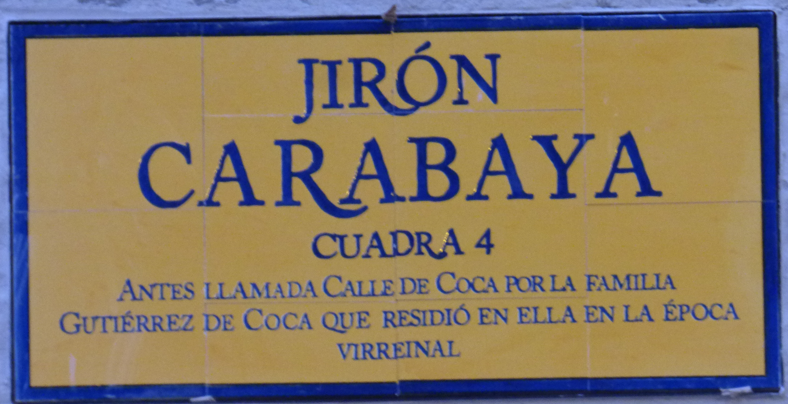 JIRÓN
CARABAYA
CUADRA 4
ANTES LLAMADA CALLE DE COCA POR LA FAMILIA
GUTIÉRREZ DE COCA QUE RESIDIÓ EN ELLA EN LA ÉPOCA
VIRREINAL